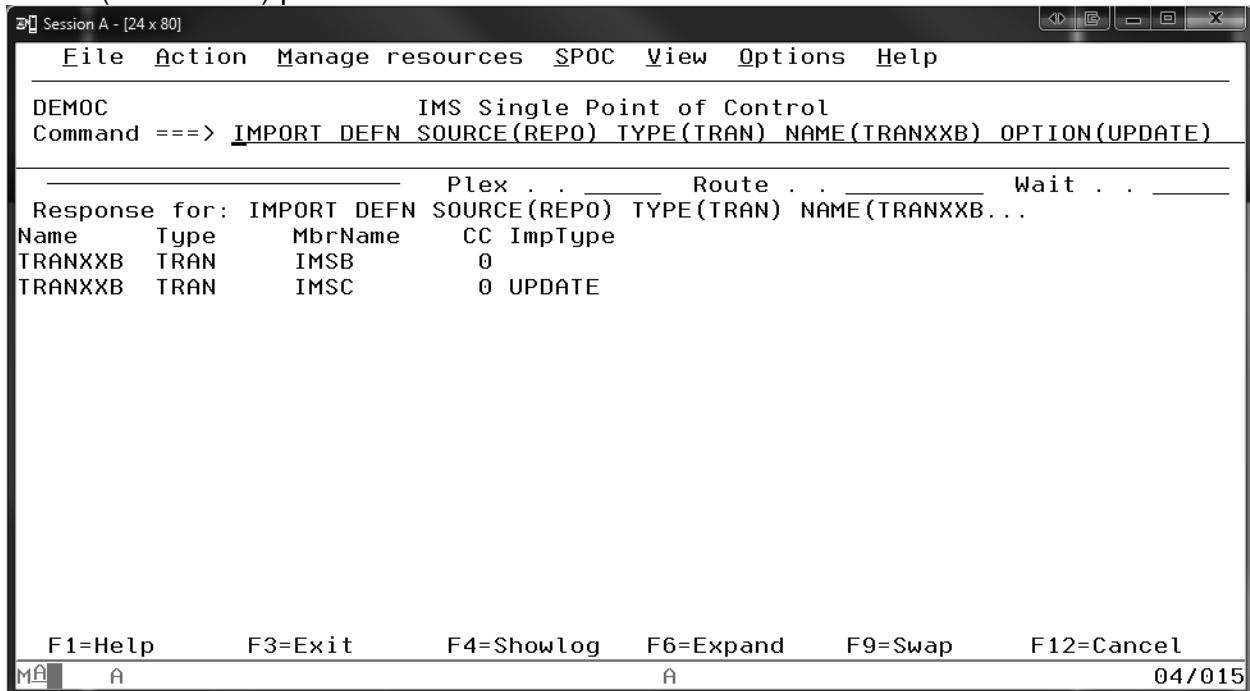 Session A - [24 x 80]
File Action Manage resources SPOC View Options Help
DEMOC IMS Single Point of Control
Command ===> IMPORT DEFN SOURCE(REPO) TYPE(TRAN) NAME(TRANXXB) OPTION(UPDATE)
Plex . . ______ Route . . ___________ Wait . . ______
Response for: IMPORT DEFN SOURCE(REPO) TYPE(TRAN) NAME(TRANXXB...
Name Type MbrName CC ImpType
TRANXXB TRAN IMSB 0
TRANXXB TRAN IMSC 0 UPDATE
F1=Help F3=Exit F4=Showlog F6=Expand F9=Swap F12=Cancel
MA A A 04/015